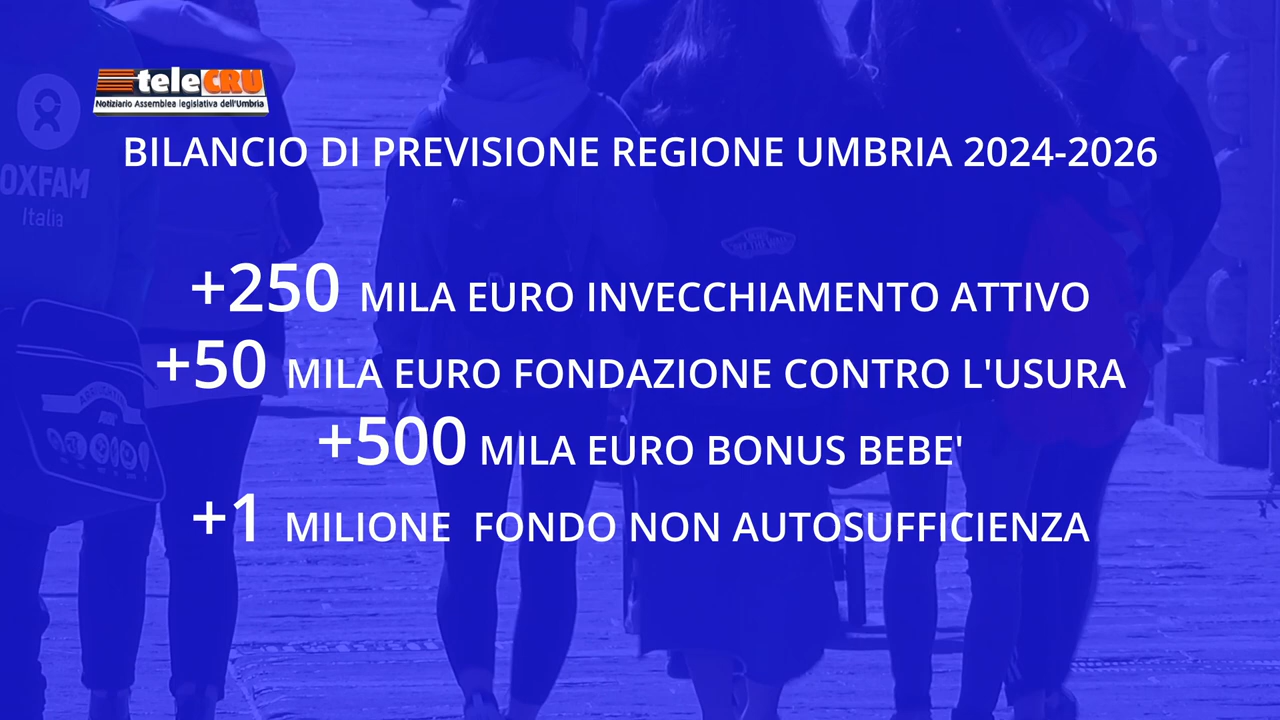 teleCRU
Notiziario Assemblea legislativa dell'Umbria
BILANCIO DI PREVISIONE REGIONE UMBRIA 2024-2026
OXFAM
Italia
+250 MILA EURO INVECCHIAMENTO ATTIVO
+50 MILA EURO FONDAZIONE CONTRO L'USURA
+500 MILA EURO BONUS BEBE'
+1 MILIONE FONDO NON AUTOSUFFICIENZA